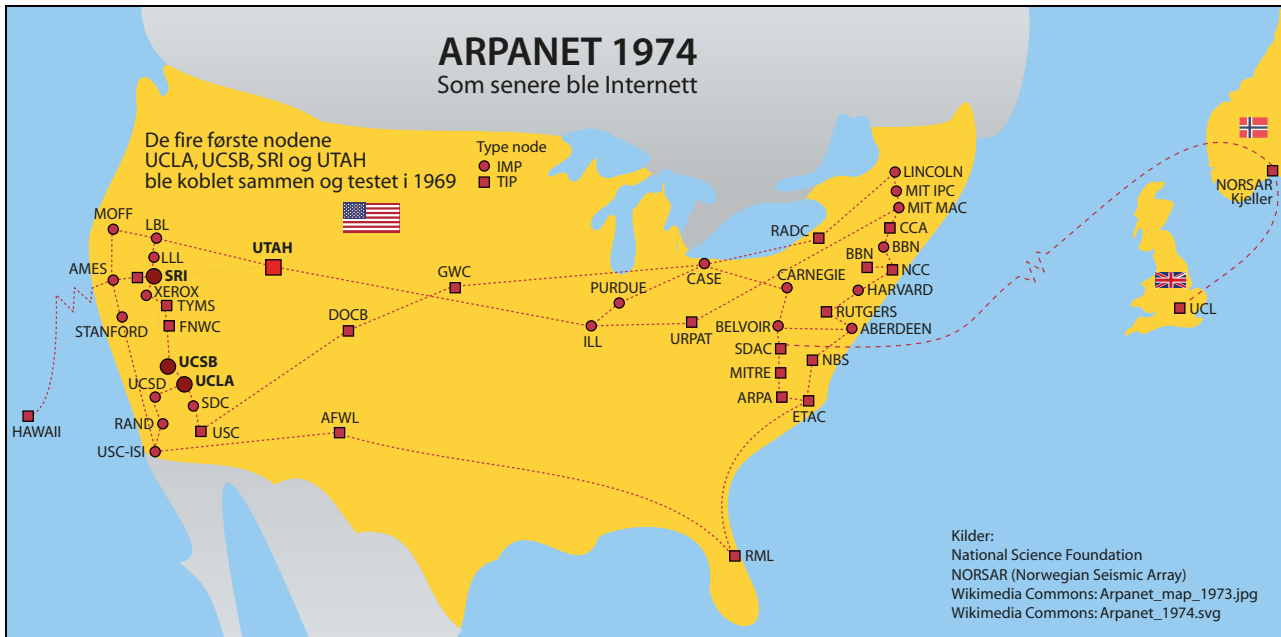 ARPANET 1974
Som senere ble Internett
De fire første nodene
UCLA, UCSB, SRI og UTAH
ble koblet sammen og testet i 1969
Type node
IMP
TIP
MOFF
LBL
LLL
UTAH
AMES
SRI
XEROX
TYMS
STANFORD
FNWC
UCSB
UCSD
UCLA
SDC
RAND
USC
USC-ISI
HAWAII
AFWL
DOCB
GWC
PURDUE
ILL
CASE
URPAT
RADC
LINCOLN
MIT IPC
MIT MAC
CCA
BBN
BBN
NCC
CARNEGIE
HARVARD
RUTGERS
BELVOIR
ABERDEEN
SDAC
NBS
MITRE
ARPA
ETAC
RML
NORSAR
Kjeller
UCL
Kilder:
National Science Foundation
NORSAR (Norwegian Seismic Array)
Wikimedia Commons: Arpanet_map_1973.jpg
Wikimedia Commons: Arpanet_1974.svg